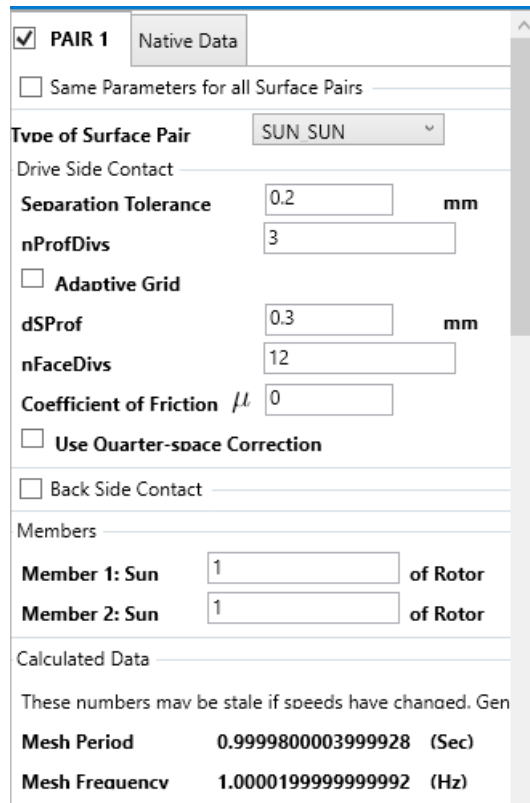 PAIR 1 Native Data
Same Parameters for all Surface Pairs
Type of Surface Pair SUN_SUN
Drive Side Contact
Separation Tolerance 0.2 mm
nProfDivs 3
Adaptive Grid
dSProf 0.3 mm
nFaceDivs 12
Coefficient of Friction μ 0
Use Quarter-space Correction
Back Side Contact
Members
Member 1: Sun 1 of Rotor
Member 2: Sun 1 of Rotor
Calculated Data
These numbers may be stale if speeds have changed. Gen
Mesh Period 0.9999800003999928 (Sec)
Mesh Frequency 1.0000199999999992 (Hz)